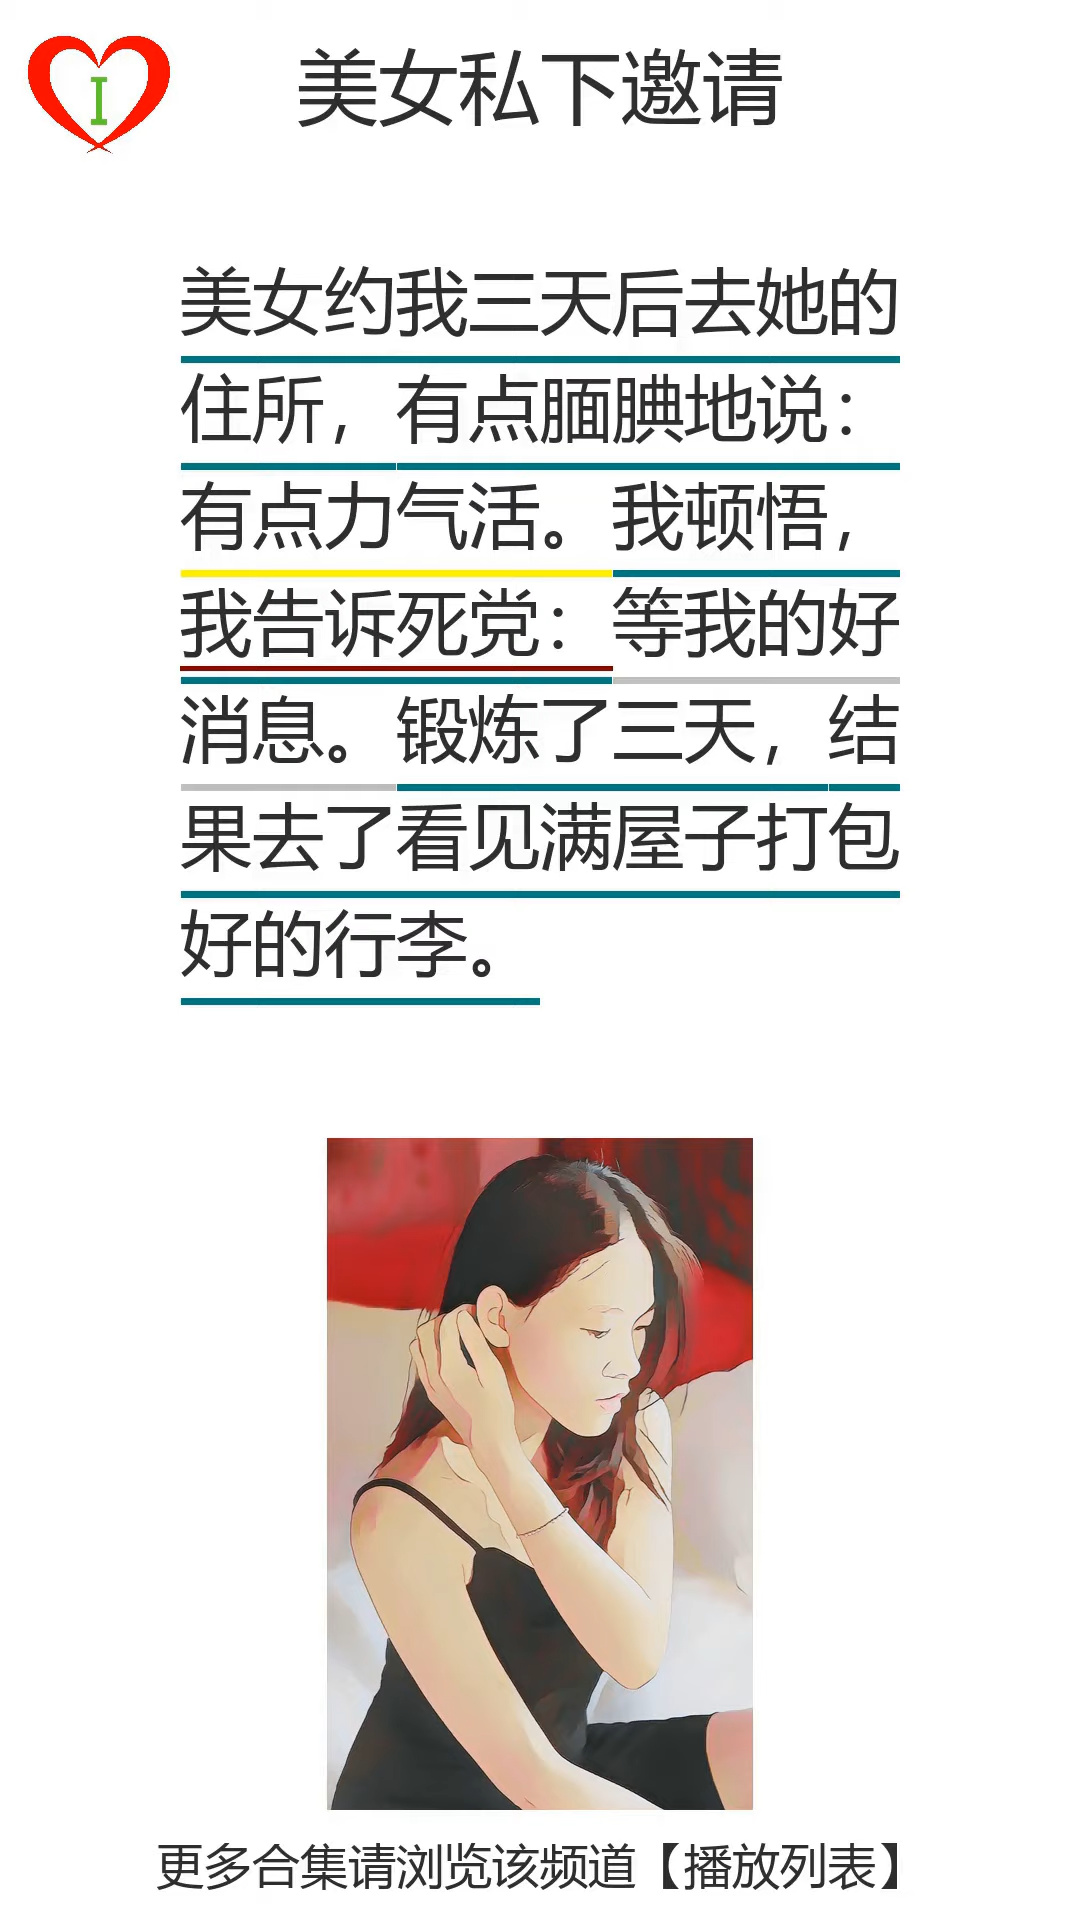 I
美女私下邀请
美女约我三天后去她的
住所，有点腼腆地说：
有点力气活。我顿悟，
我告诉死党：等我的好
消息。锻炼了三天，结
果去了看见满屋子打包
好的行李。
更多合集请浏览该频道【播放列表】